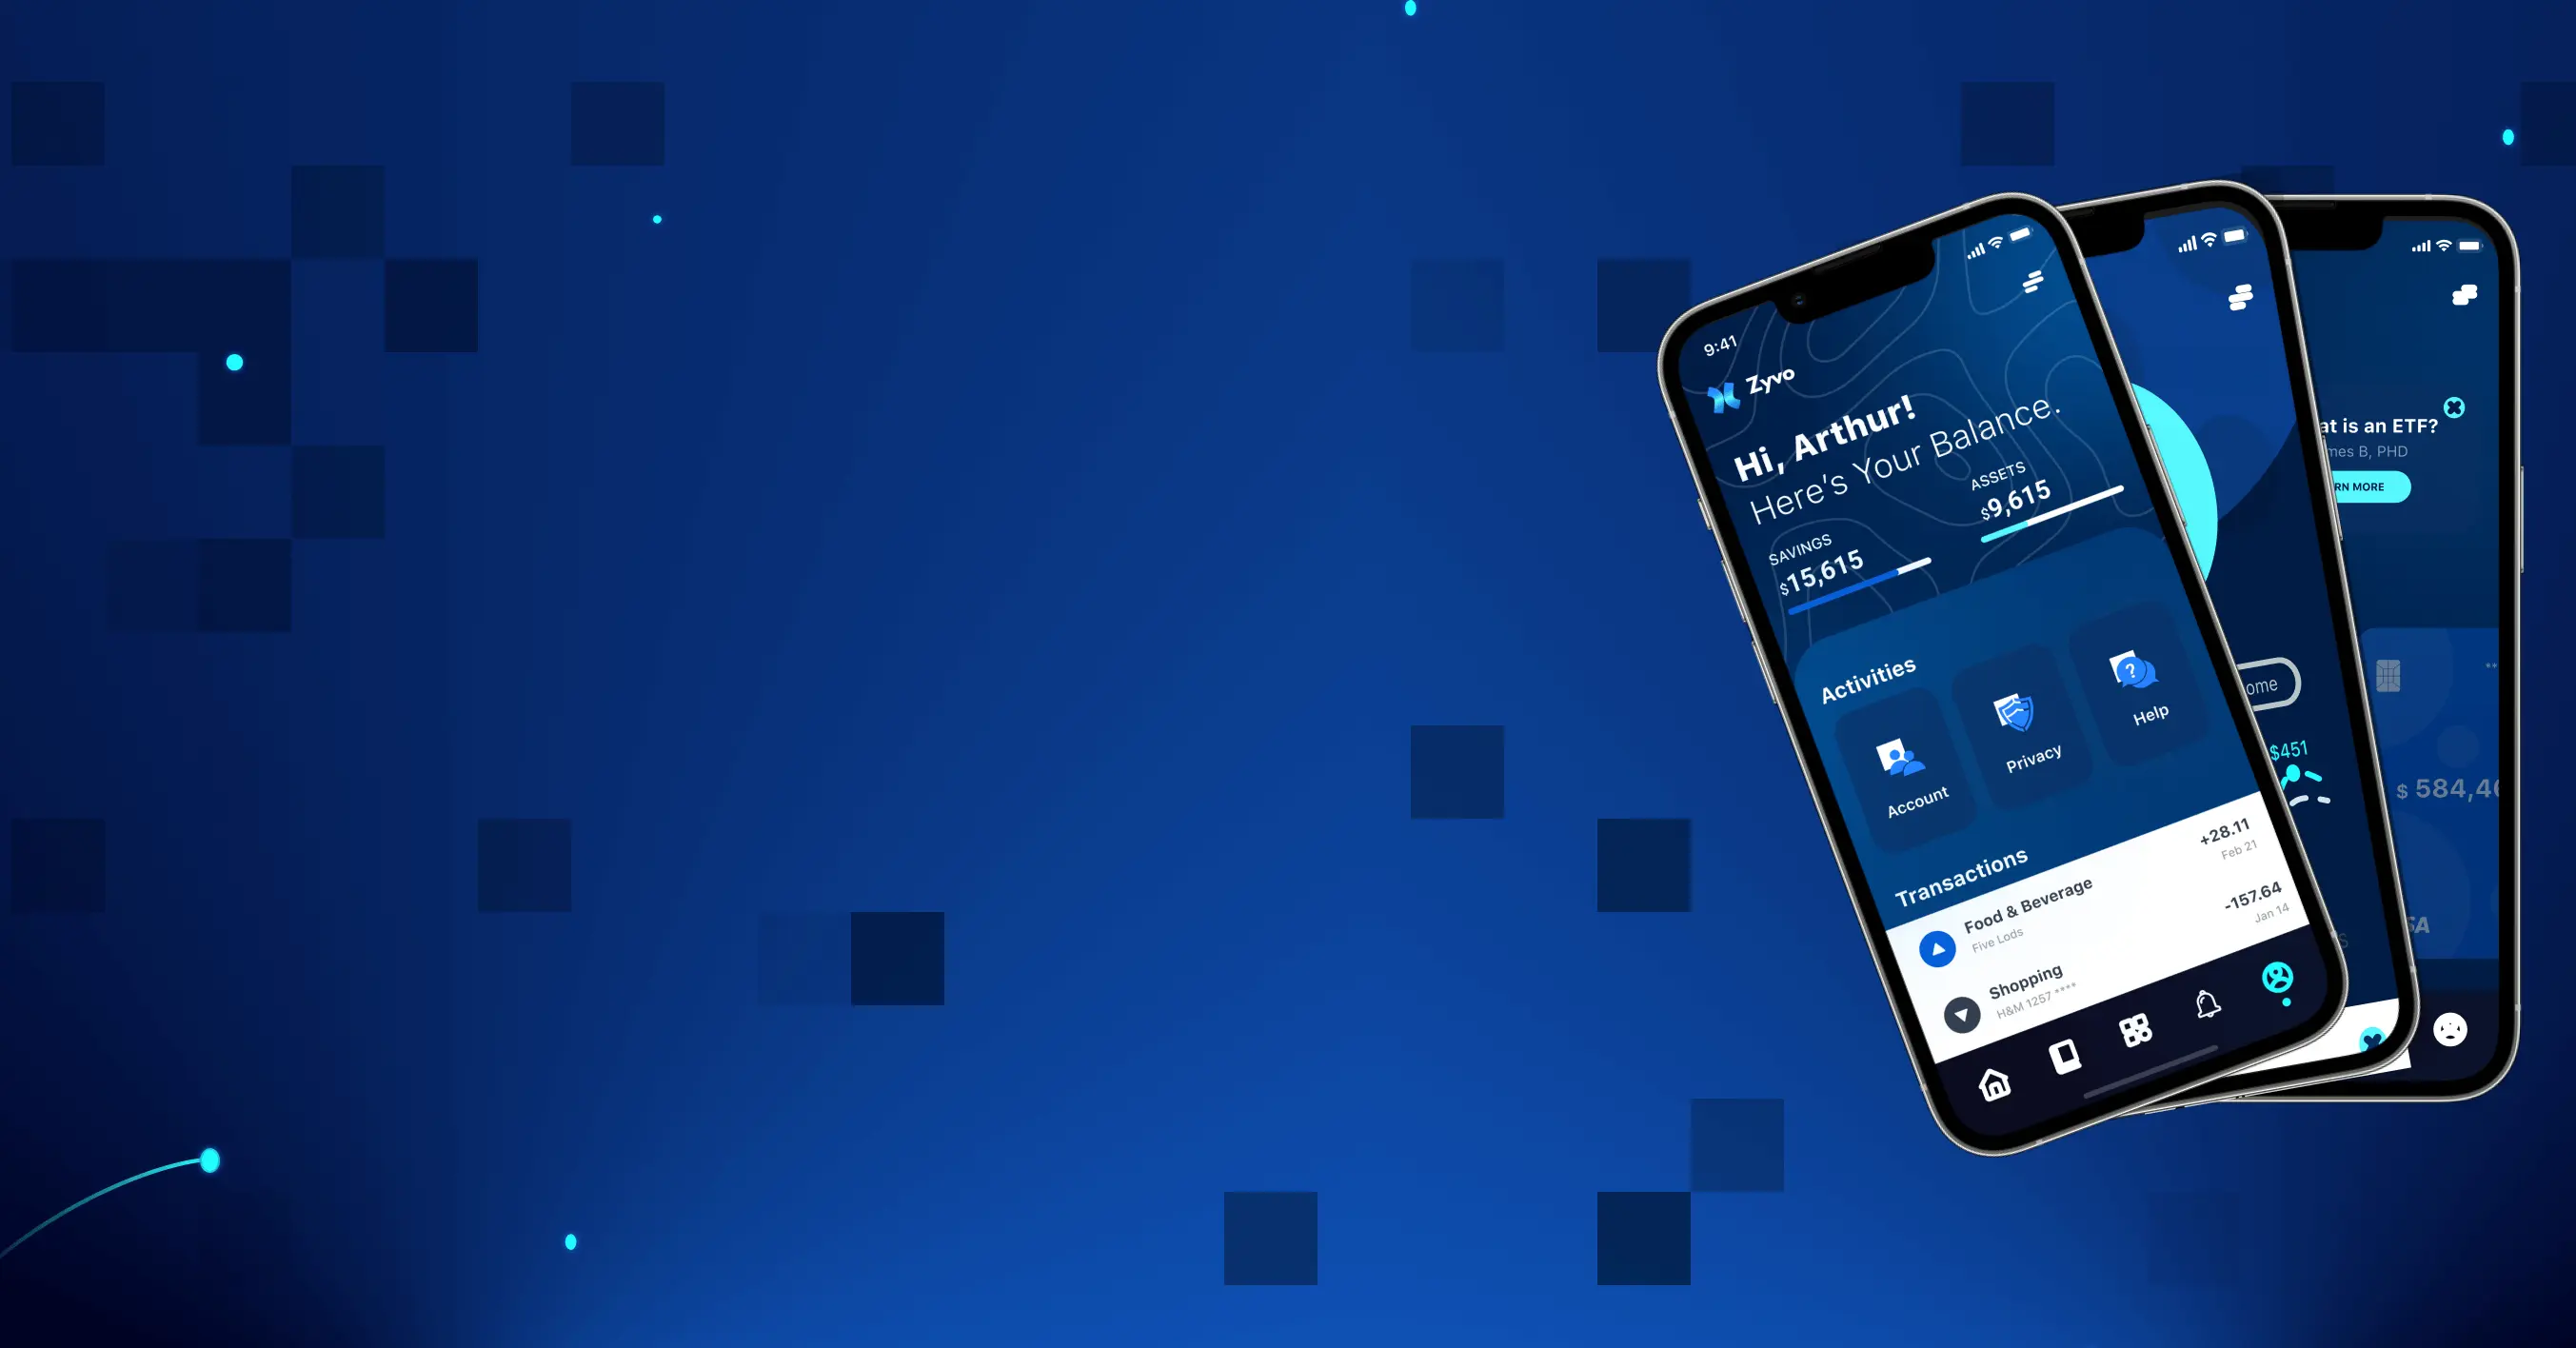 9:41
Zyvo
Hi, Arthur!
Here's Your Balance.
SAVINGS
$15,615
ASSETS
$9,615
Activities
Account
Privacy
Help
Transactions
Food & Beverage
Five Lods
+28.11
Feb 21
Shopping
H&M 1257 ****
-157.64
Jan 14
ome
$451
S
at is an ETF?
mes B, PHD
RN MORE
$ 584,46
SA